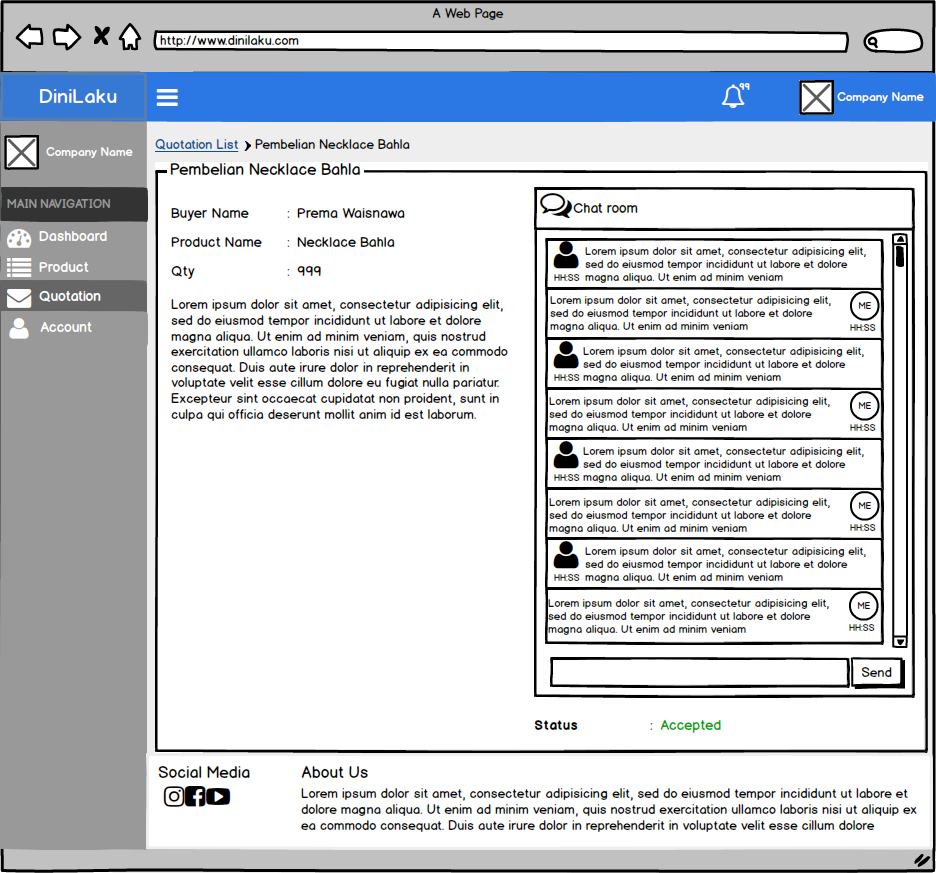 A Web Page
http://www.dinilaku.com
DiniLaku
99
Company Name
Company Name
MAIN NAVIGATION
Dashboard
Product
Quotation
Account
Quotation List
Pembelian Necklace Bahla
Pembelian Necklace Bahla
Buyer Name : Prema Waisnawa
Product Name : Necklace Bahla
Qty : 999
Lorem ipsum dolor sit amet, consectetur adipisicing elit,
sed do eiusmod tempor incididunt ut labore et dolore
magna aliqua. Ut enim ad minim veniam, quis nostrud
exercitation ullamco laboris nisi ut aliquip ex ea commodo
consequat. Duis aute irure dolor in reprehenderit in
voluptate velit esse cillum dolore eu fugiat nulla pariatur.
Excepteur sint occaecat cupidatat non proident, sunt in
culpa qui officia deserunt mollit anim id est laborum.
Chat room
Lorem ipsum dolor sit amet, consectetur adipisicing elit,
sed do eiusmod tempor incididunt ut labore et dolore
magna aliqua. Ut enim ad minim veniam
HH:SS
Lorem ipsum dolor sit amet, consectetur adipisicing elit,
sed do eiusmod tempor incididunt ut labore et dolore
magna aliqua. Ut enim ad minim veniam
ME
HH:SS
Lorem ipsum dolor sit amet, consectetur adipisicing elit,
sed do eiusmod tempor incididunt ut labore et dolore
magna aliqua. Ut enim ad minim veniam
HH:SS
Lorem ipsum dolor sit amet, consectetur adipisicing elit,
sed do eiusmod tempor incididunt ut labore et dolore
magna aliqua. Ut enim ad minim veniam
ME
HH:SS
Lorem ipsum dolor sit amet, consectetur adipisicing elit,
sed do eiusmod tempor incididunt ut labore et dolore
magna aliqua. Ut enim ad minim veniam
HH:SS
Lorem ipsum dolor sit amet, consectetur adipisicing elit,
sed do eiusmod tempor incididunt ut labore et dolore
magna aliqua. Ut enim ad minim veniam
ME
HH:SS
Lorem ipsum dolor sit amet, consectetur adipisicing elit,
sed do eiusmod tempor incididunt ut labore et dolore
magna aliqua. Ut enim ad minim veniam
HH:SS
Lorem ipsum dolor sit amet, consectetur adipisicing elit,
sed do eiusmod tempor incididunt ut labore et dolore
magna aliqua. Ut enim ad minim veniam
ME
HH:SS
Send
Status : Accepted
Social Media
About Us
Lorem ipsum dolor sit amet, consectetur adipisicing elit, sed do eiusmod tempor incididunt ut labore et
dolore magna aliqua. Ut enim ad minim veniam, quis nostrud exercitation ullamco laboris nisi ut aliquip ex
ea commodo consequat. Duis aute irure dolor in reprehenderit in voluptate velit esse cillum dolore